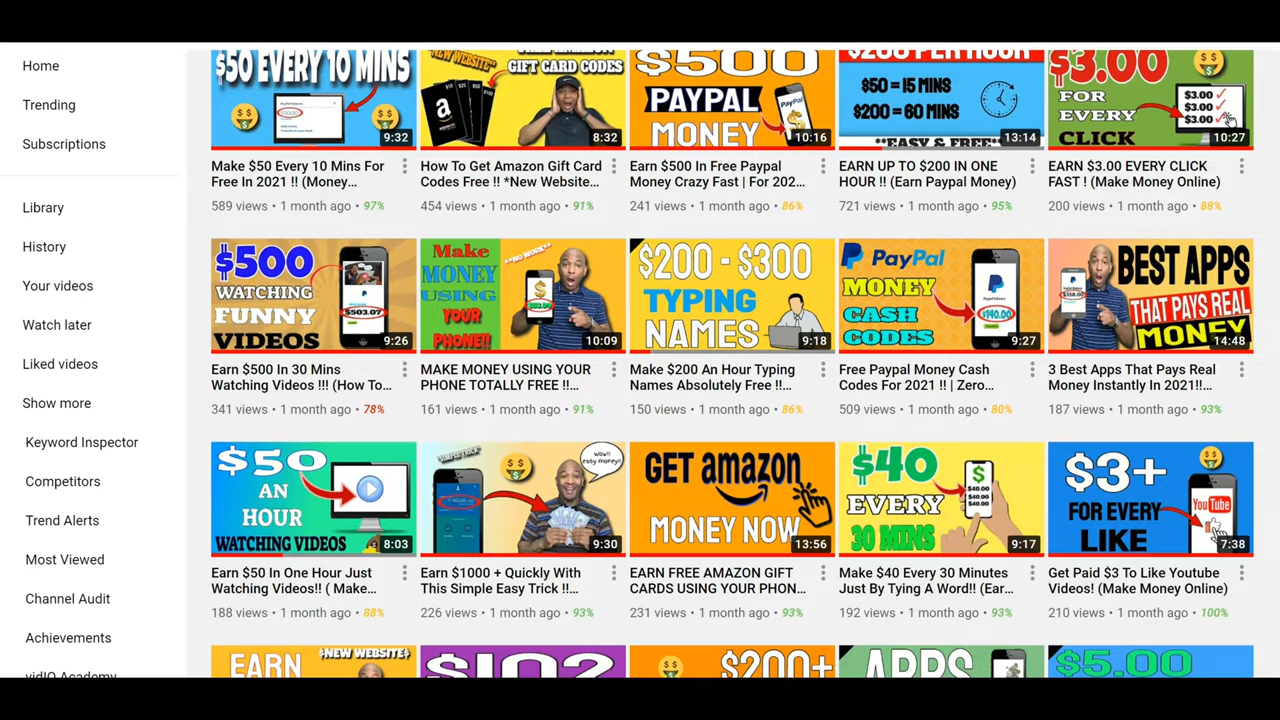 Home
Trending
Subscriptions
Library
History
Your videos
Watch later
Liked videos
Show more
Keyword Inspector
Competitors
Trend Alerts
Most Viewed
Channel Audit
Achievements
vidIQ Academy
$50 EVERY 10 MINS
9:32
Make $50 Every 10 Mins For
Free In 2021 !! (Money...
589 views • 1 month ago • 97%
*NEW WEBSITE*
GIFT CARD CODES
8:32
How To Get Amazon Gift Card
Codes Free !! *New Website...
454 views • 1 month ago • 91%
$500
PAYPAL
MONEY
PayPal
10:16
Earn $500 In Free Paypal
Money Crazy Fast | For 202...
241 views • 1 month ago • 86%
$200 PER HOUR
$50 = 15 MINS
$200 = 60 MINS
**EASY & FREE**
13:14
EARN UP TO $200 IN ONE
HOUR !! (Earn Paypal Money)
721 views • 1 month ago • 95%
$3.00
FOR
EVERY
CLICK
$3.00
$3.00
$3.00
10:27
EARN $3.00 EVERY CLICK
FAST ! (Make Money Online)
200 views • 1 month ago • 88%
$500
WATCHING
FUNNY
VIDEOS
$503.07
9:26
Earn $500 In 30 Mins
Watching Videos !!! (How To...
341 views • 1 month ago • 78%
Make
MONEY
USING
YOUR
PHONE!!
**NO WORK**
10:09
MAKE MONEY USING YOUR
PHONE TOTALLY FREE !!...
161 views • 1 month ago • 91%
$200 - $300
TYPING
NAMES
9:18
Make $200 An Hour Typing
Names Absolutely Free !!...
150 views • 1 month ago • 86%
PayPal
MONEY
CASH
CODES
$140.00
9:27
Free Paypal Money Cash
Codes For 2021 !! | Zero...
509 views • 1 month ago • 80%
BEST APPS
THAT PAYS REAL
MONEY
14:48
3 Best Apps That Pays Real
Money Instantly In 2021!!...
187 views • 1 month ago • 93%
$50
AN
HOUR
WATCHING VIDEOS
8:03
Earn $50 In One Hour Just
Watching Videos!! ( Make...
188 views • 1 month ago • 88%
*SIMPLE TRICK*
Wow!!
easy money!!
9:30
Earn $1000 + Quickly With
This Simple Easy Trick !!...
226 views • 1 month ago • 93%
GET amazon
MONEY NOW
13:56
EARN FREE AMAZON GIFT
CARDS USING YOUR PHON...
231 views • 1 month ago • 93%
$40
EVERY
30 MINS
$40.00
$40.00
$40.00
9:17
Make $40 Every 30 Minutes
Just By Tying A Word!! (Ear...
192 views • 1 month ago • 93%
$3+
FOR EVERY
LIKE
YouTube
7:38
Get Paid $3 To Like Youtube
Videos! (Make Money Online)
210 views • 1 month ago • 100%
EARN
*NEW WEBSITE*
$200+
APPS
$5.00